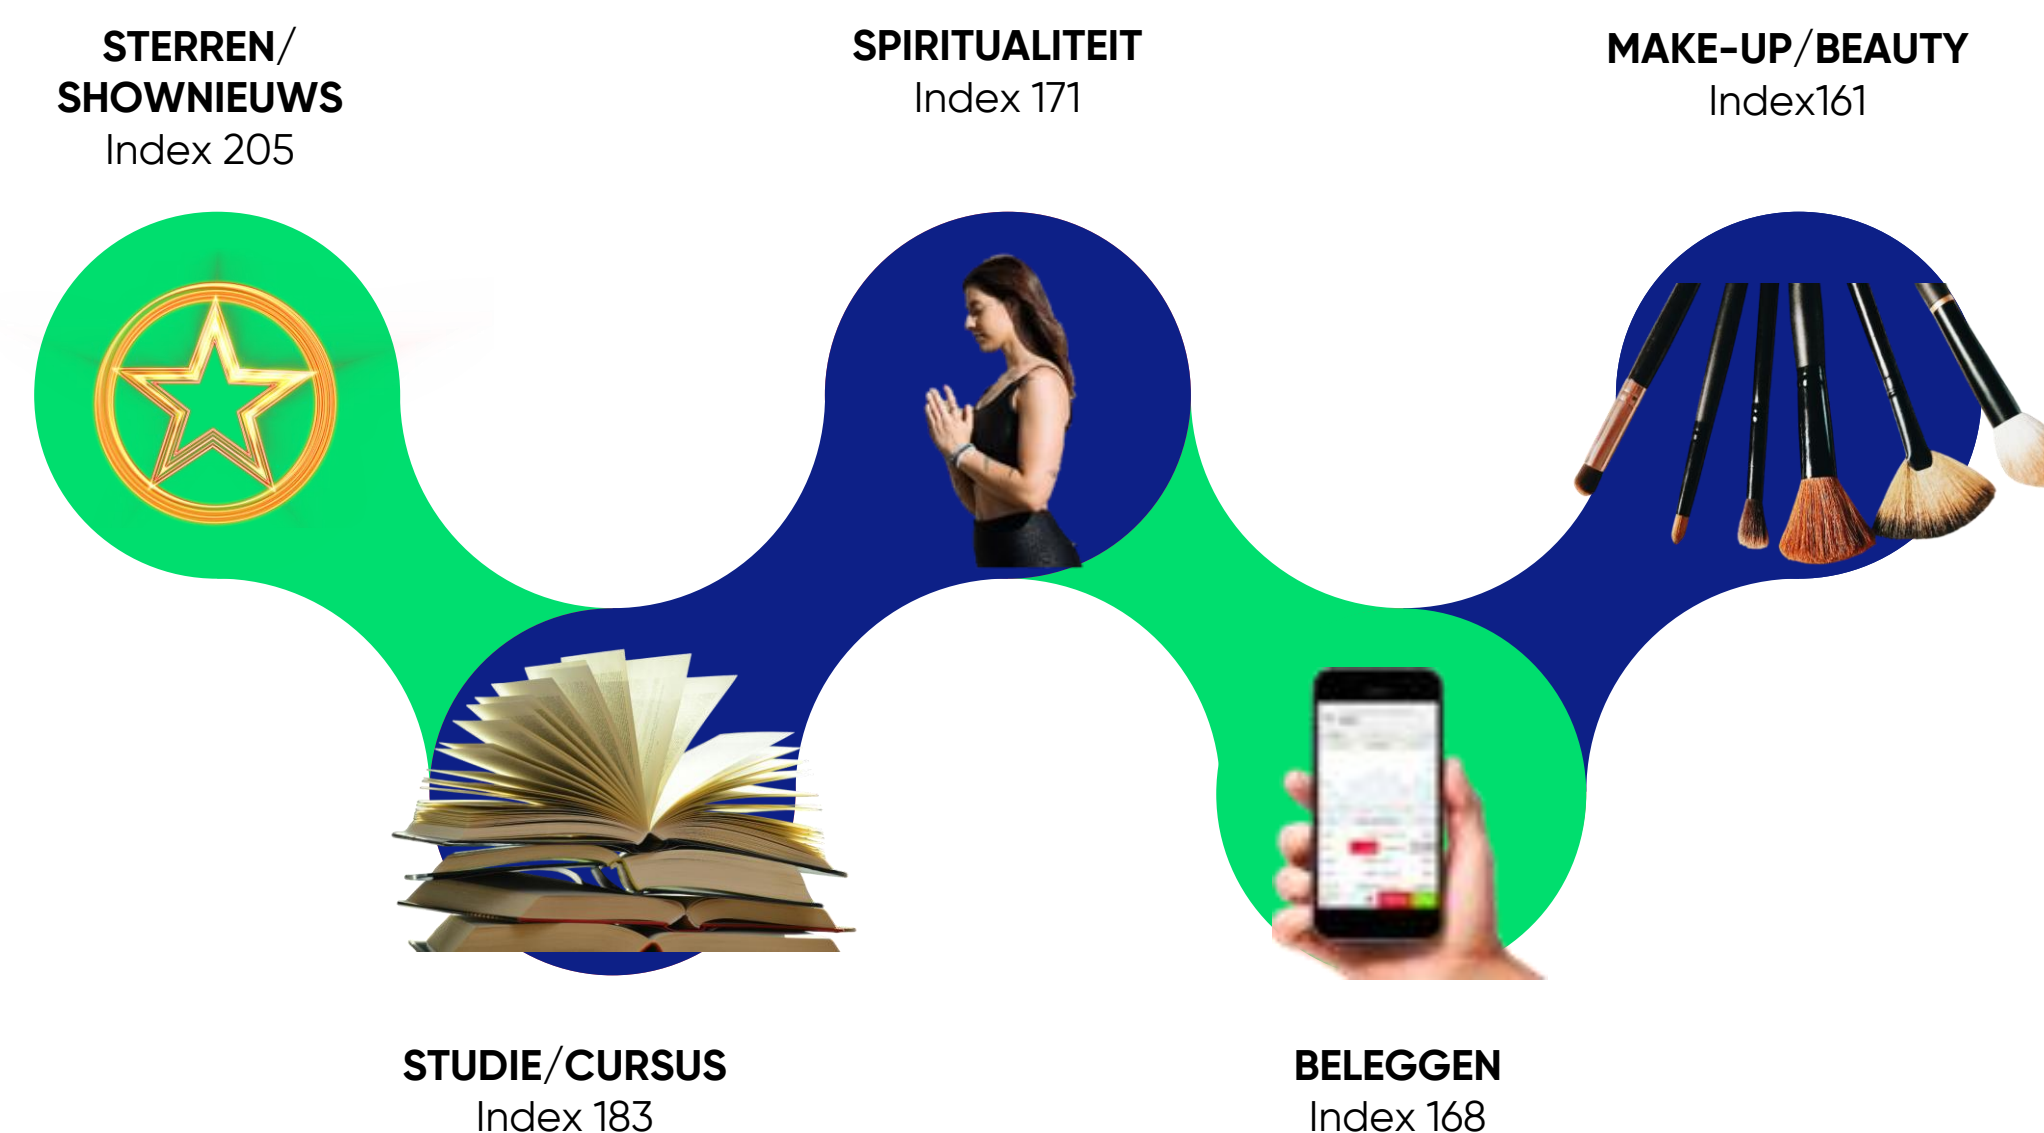 STERREN/
SHOWNIEUWS
Index 205
STUDIE/CURSUS
Index 183
SPIRITUALITEIT
Index 171
BELEGGEN
Index 168
MAKE-UP/BEAUTY
Index161